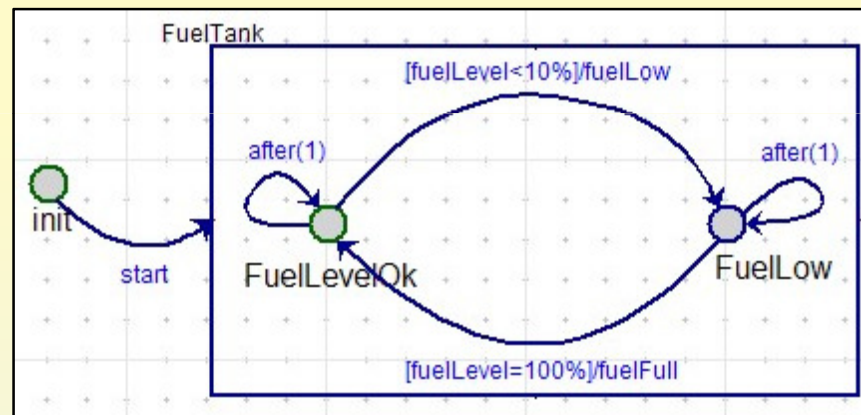 FuelTank
[fuelLevel<10%]/fuelLow
after(1)
after(1)
init
start
FuelLevelOk
FuelLow
[fuelLevel=100%]/fuelFull